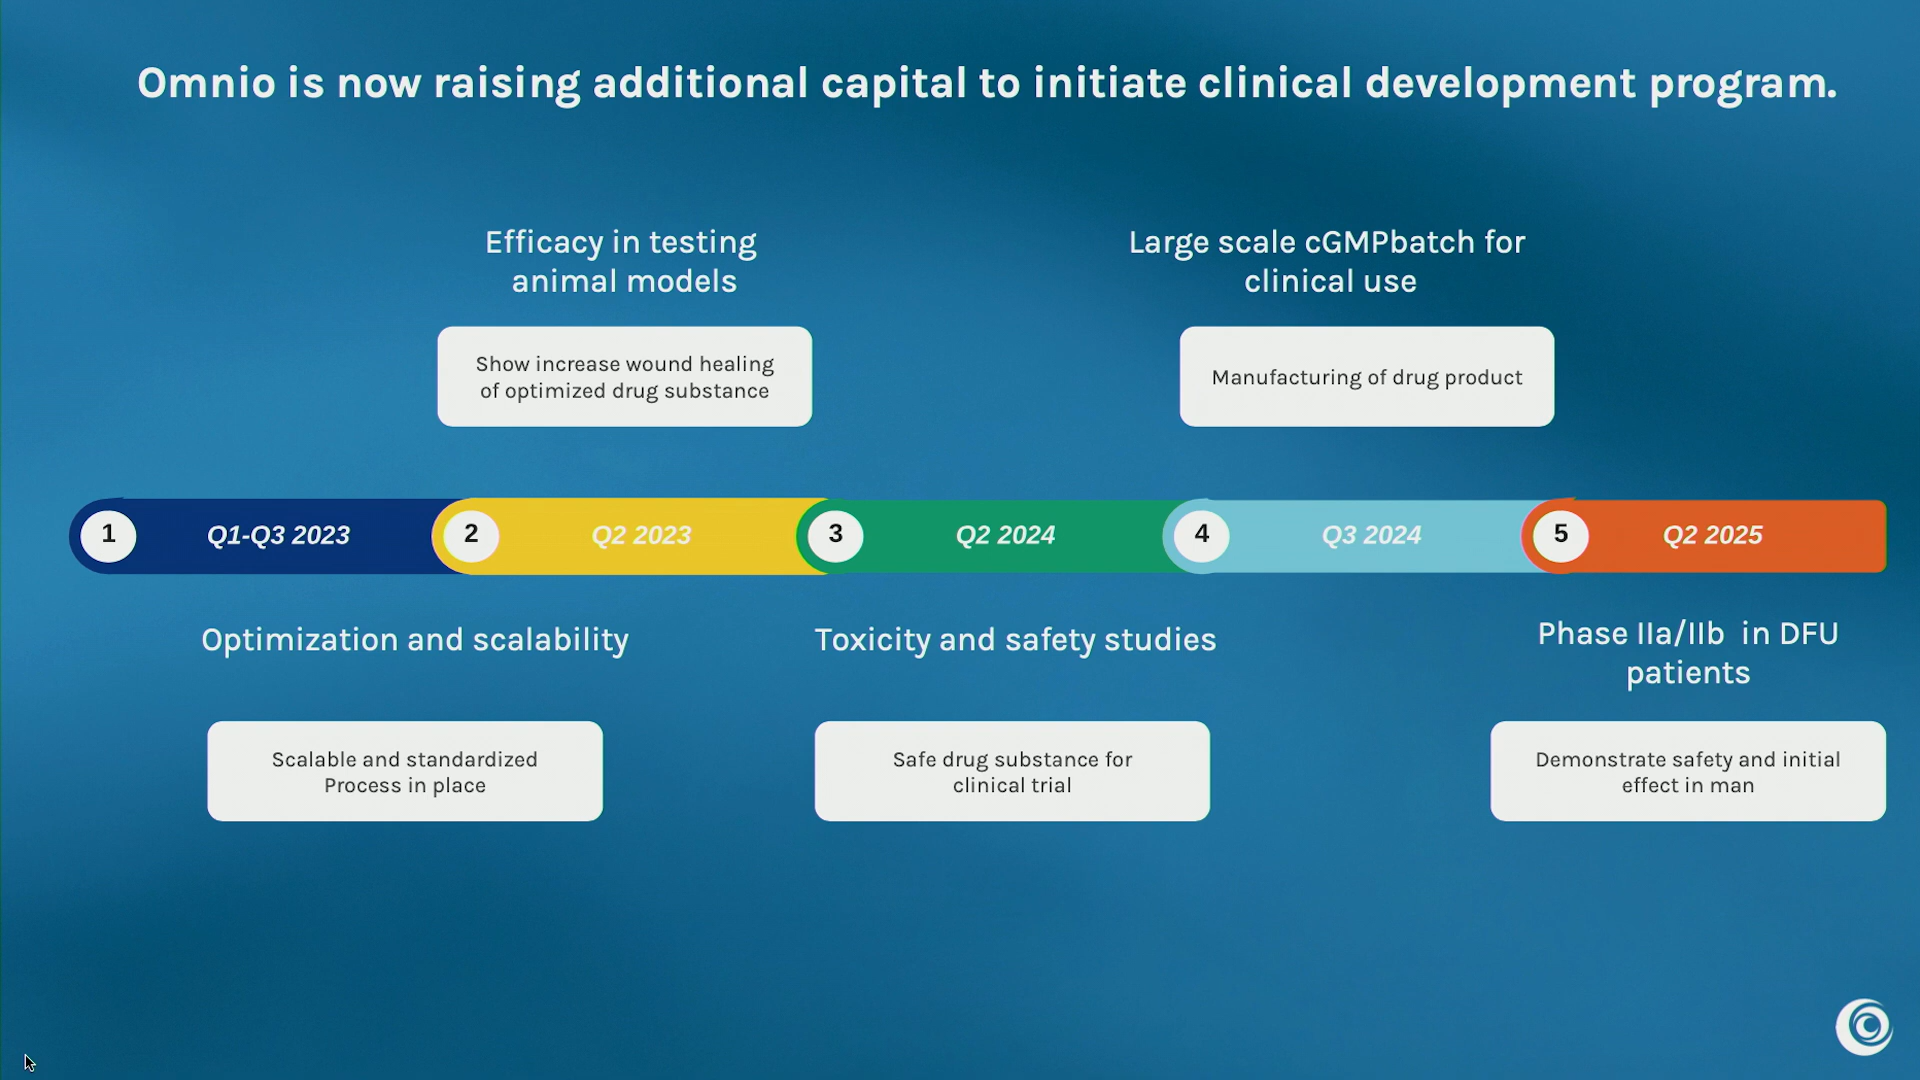 Omnio is now raising additional capital to initiate clinical development program.
Efficacy in testing
animal models
Large scale cGMPbatch for
clinical use
Show increase wound healing
of optimized drug substance
Manufacturing of drug product
1 Q1-Q3 2023 2 Q2 2023 3 Q2 2024 4 Q3 2024 5 Q2 2025
Optimization and scalability
Toxicity and safety studies
Phase IIa/IIb in DFU
patients
Scalable and standardized
Process in place
Safe drug substance for
clinical trial
Demonstrate safety and initial
effect in man